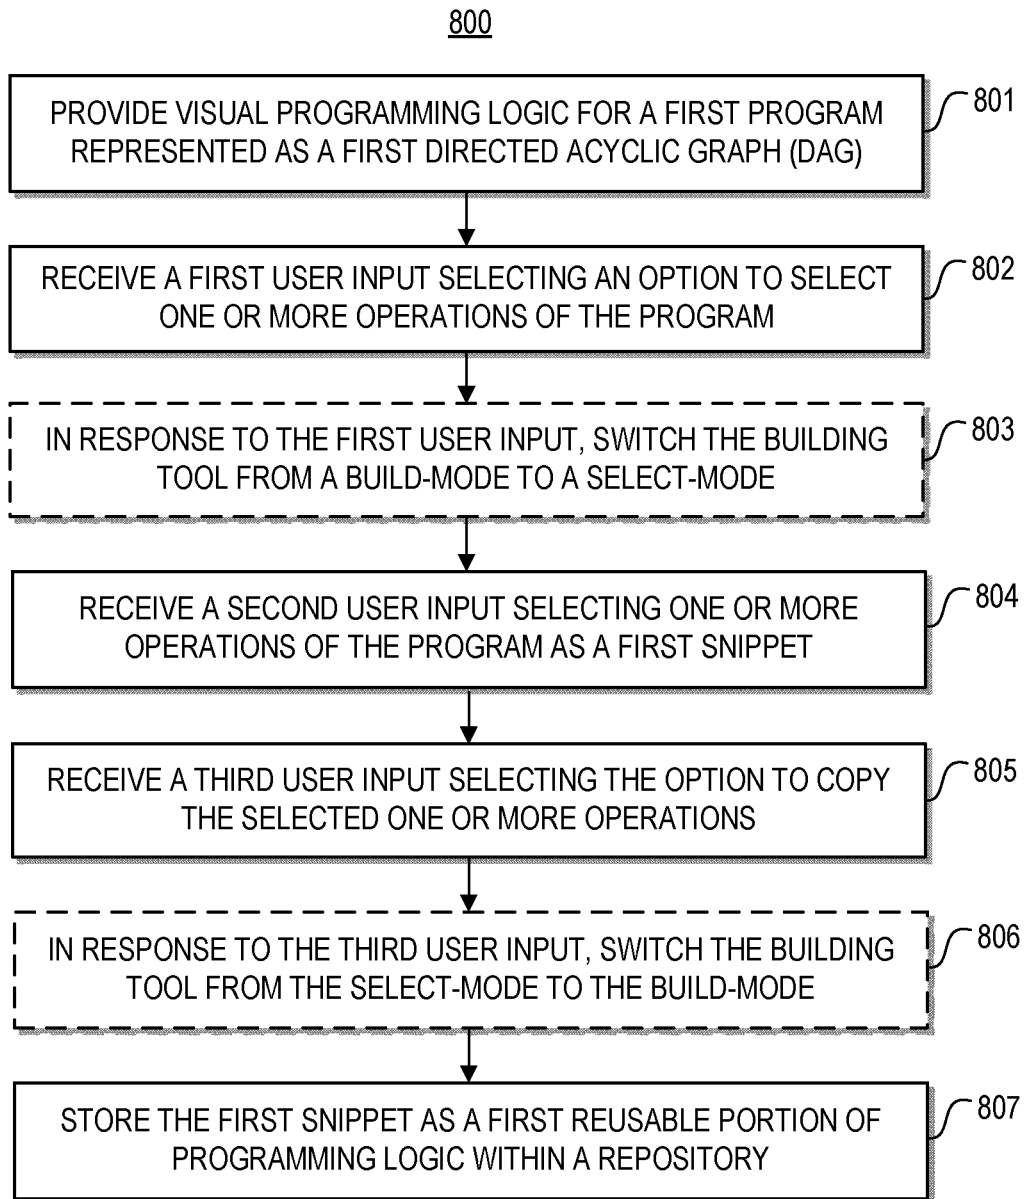 800
PROVIDE VISUAL PROGRAMMING LOGIC FOR A FIRST PROGRAM
REPRESENTED AS A FIRST DIRECTED ACYCLIC GRAPH (DAG)
801
RECEIVE A FIRST USER INPUT SELECTING AN OPTION TO SELECT
ONE OR MORE OPERATIONS OF THE PROGRAM
802
IN RESPONSE TO THE FIRST USER INPUT, SWITCH THE BUILDING
TOOL FROM A BUILD-MODE TO A SELECT-MODE
803
RECEIVE A SECOND USER INPUT SELECTING ONE OR MORE
OPERATIONS OF THE PROGRAM AS A FIRST SNIPPET
804
RECEIVE A THIRD USER INPUT SELECTING THE OPTION TO COPY
THE SELECTED ONE OR MORE OPERATIONS
805
IN RESPONSE TO THE THIRD USER INPUT, SWITCH THE BUILDING
TOOL FROM THE SELECT-MODE TO THE BUILD-MODE
806
STORE THE FIRST SNIPPET AS A FIRST REUSABLE PORTION OF
PROGRAMMING LOGIC WITHIN A REPOSITORY
807